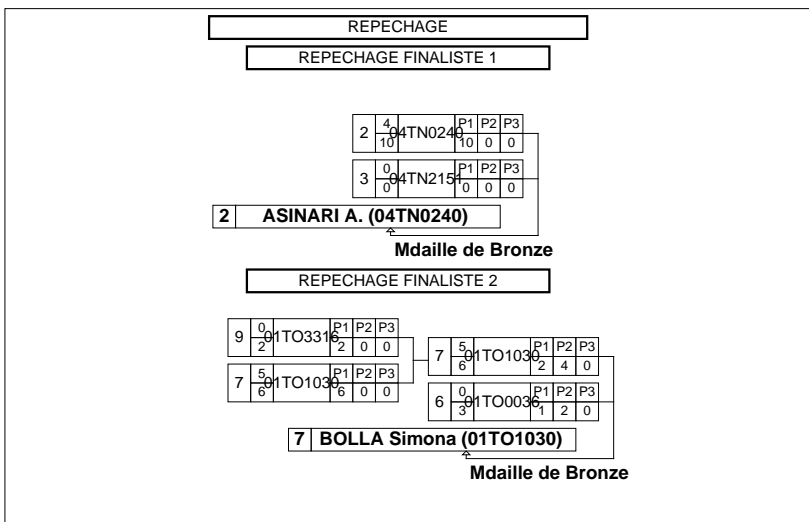 REPECHAGE
REPECHAGE FINALISTE 1
2 4 10 04TN0240 P1 P2 P3 10 0 0
3 0 0 04TN2151 P1 P2 P3 0 0 0
2 ASINARI A. (04TN0240)
Mdaille de Bronze
REPECHAGE FINALISTE 2
9 0 2 01TO3316 P1 P2 P3 2 0 0
7 5 6 01TO1030 P1 P2 P3 6 0 0
7 5 6 01TO1030 P1 P2 P3 2 4 0
6 0 3 01TO0036 P1 P2 P3 1 2 0
7 BOLLA Simona (01TO1030)
Mdaille de Bronze